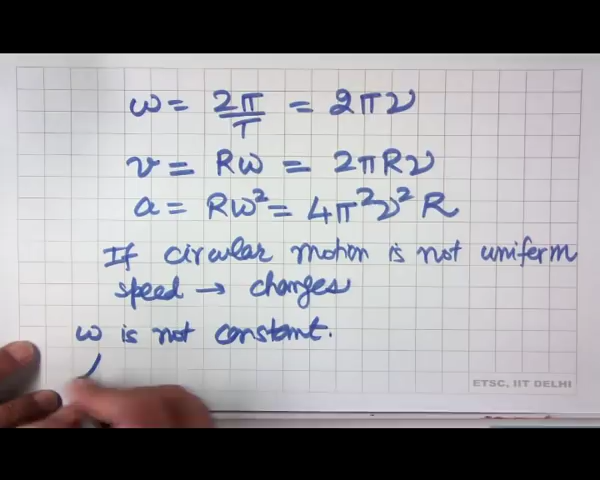 ω = 2π/T = 2πν
v = Rω = 2πRν
a = Rω² = 4π²ν²R
If circular motion is not uniform
speed → changes
ω is not constant.
ETSC, IIT DELHI